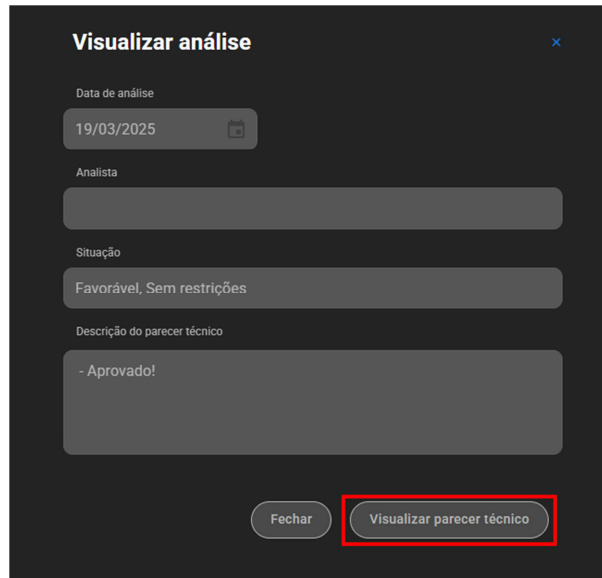 Visualizar análise
Data de análise
19/03/2025
Analista
Situação
Favorável, Sem restrições
Descrição do parecer técnico
- Aprovado!
Fechar
Visualizar parecer técnico